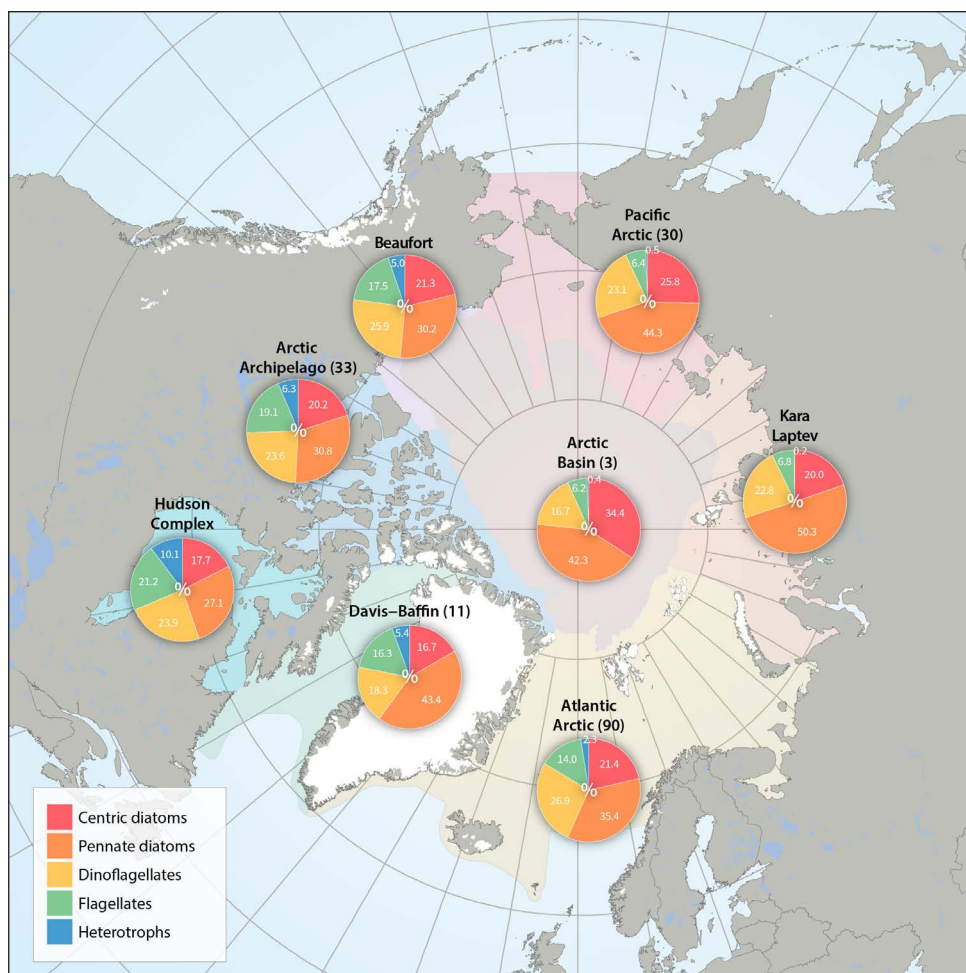 Pacific
Arctic (30)
0.5
6.4
25.8
23.1
44.3
Beaufort
5.0
17.5
21.3
%
25.9
30.2
%
Arctic
Archipelago (33)
6.3
19.1
20.2
%
23.6
30.8
Kara
Laptev
0.2
6.8
20.0
22.8
%
50.3
Arctic
Basin (3)
0.4
6.2
34.4
16.7
%
42.3
Hudson
Complex
10.1
17.7
21.2
%
27.1
23.9
Davis–Baffin (11)
5.4
16.3
16.7
%
18.3
43.4
Atlantic
Arctic (90)
2.3
14.0
21.4
%
26.9
35.4
Centric diatoms
Pennate diatoms
Dinoflagellates
Flagellates
Heterotrophs